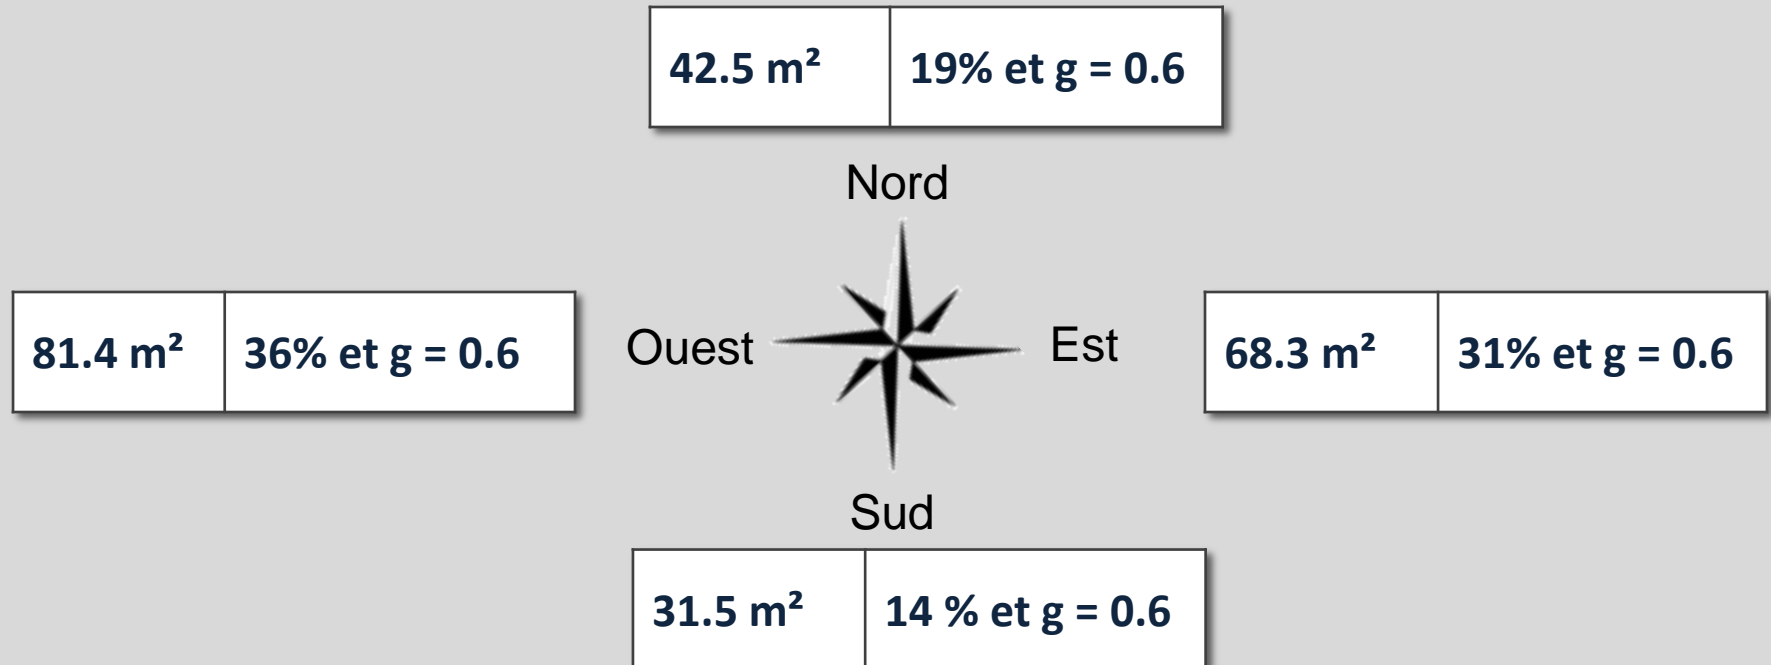 42.5 m² 19% et g = 0.6
Nord
81.4 m² 36% et g = 0.6
Ouest
Est
68.3 m² 31% et g = 0.6
Sud
31.5 m² 14 % et g = 0.6